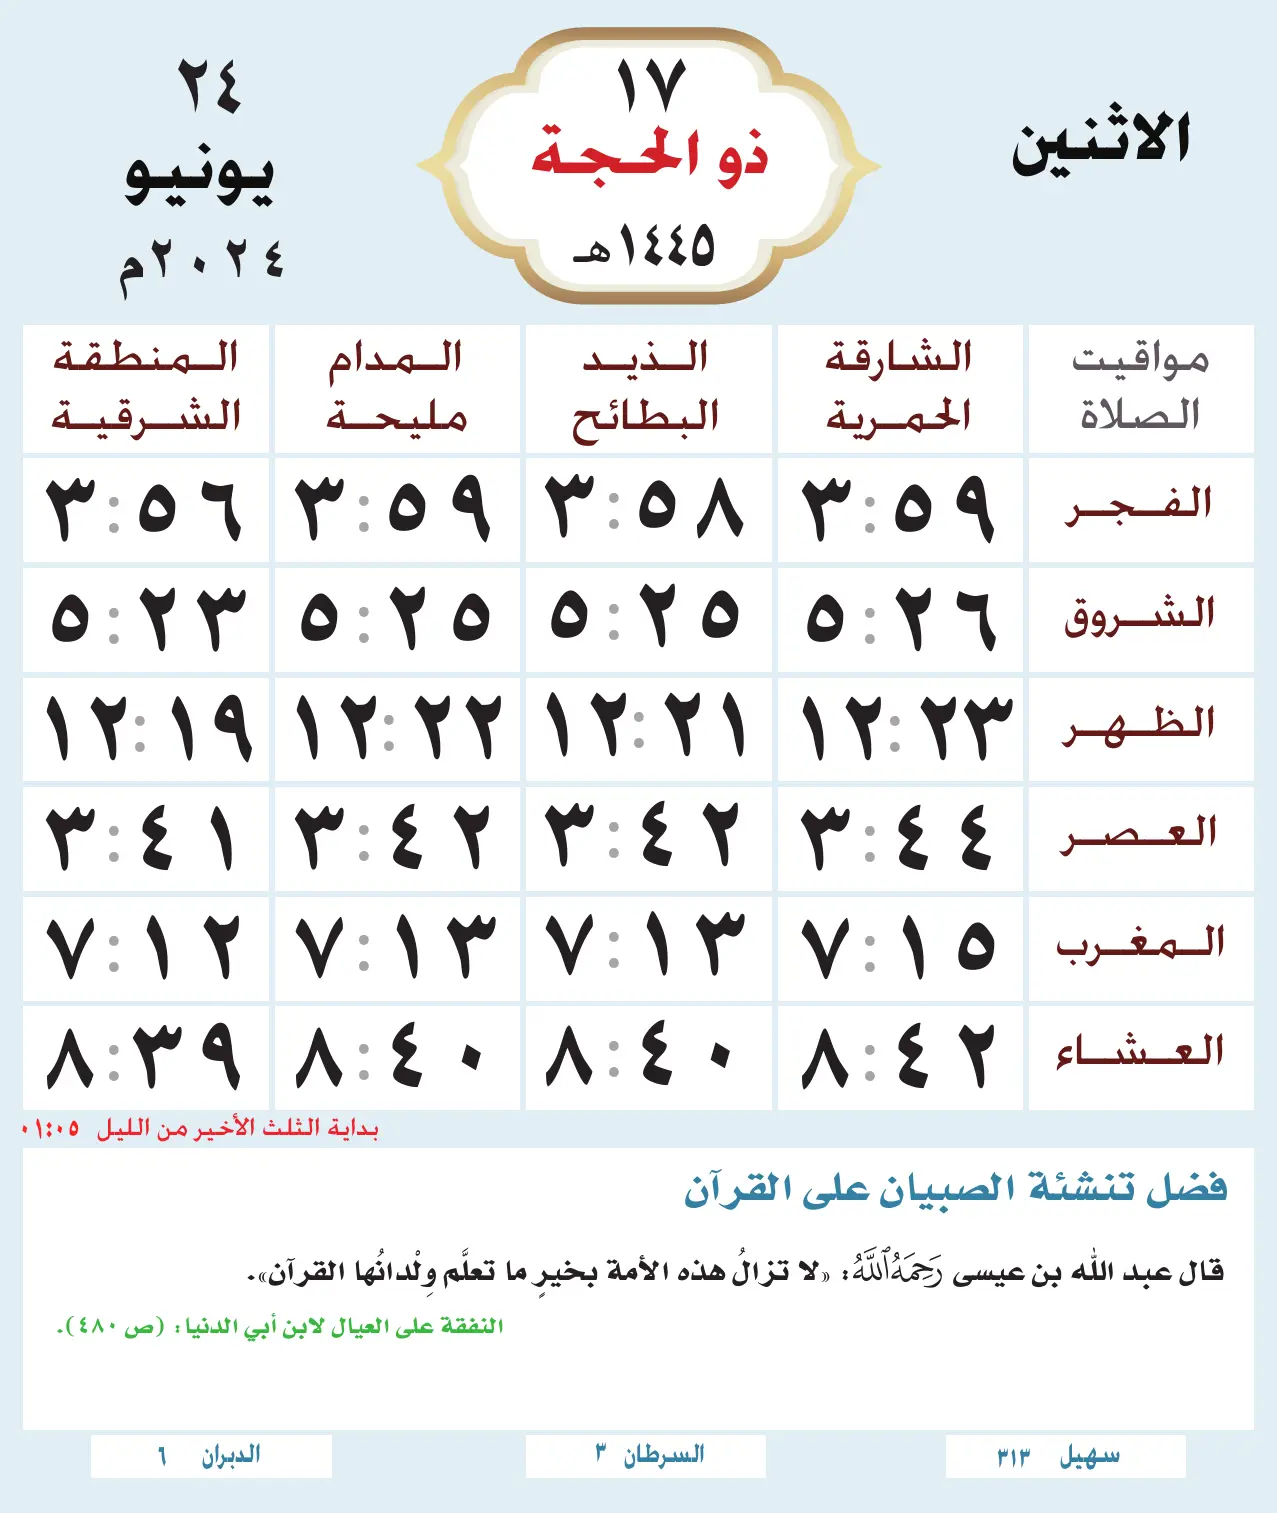 الاثنين
١٧
ذو الحجة
١٤٤٥هـ
٢٤
يونيو
٢٠٢٤م
مواقيت الصلاة
الشارقة الحمرية
الذيد البطائح
المدام مليحة
المنطقة الشرقية
الفجر ٣:٥٩ ٣:٥٨ ٣:٥٩ ٣:٥٦
الشروق ٥:٢٦ ٥:٢٥ ٥:٢٥ ٥:٢٣
الظهر ١٢:٢٣ ١٢:٢١ ١٢:٢٢ ١٢:١٩
العصر ٣:٤٤ ٣:٤٢ ٣:٤٢ ٣:٤١
المغرب ٧:١٥ ٧:١٣ ٧:١٣ ٧:١٢
العشاء ٨:٤٢ ٨:٤٠ ٨:٤٠ ٨:٣٩
بداية الثلث الأخير من الليل ٠١:٠٥
فضل تنشئة الصبيان على القرآن
قال عبد الله بن عيسى رَحِمَهُ ٱللَّهُ: «لا تزالُ هذه الأمة بخيرٍ ما تعلَّم وِلْدانُها القرآن».
النفقة على العيال لابن أبي الدنيا: (ص ٤٨٠).
سهيل ٣١٣
السرطان ٣
الدبران ٦